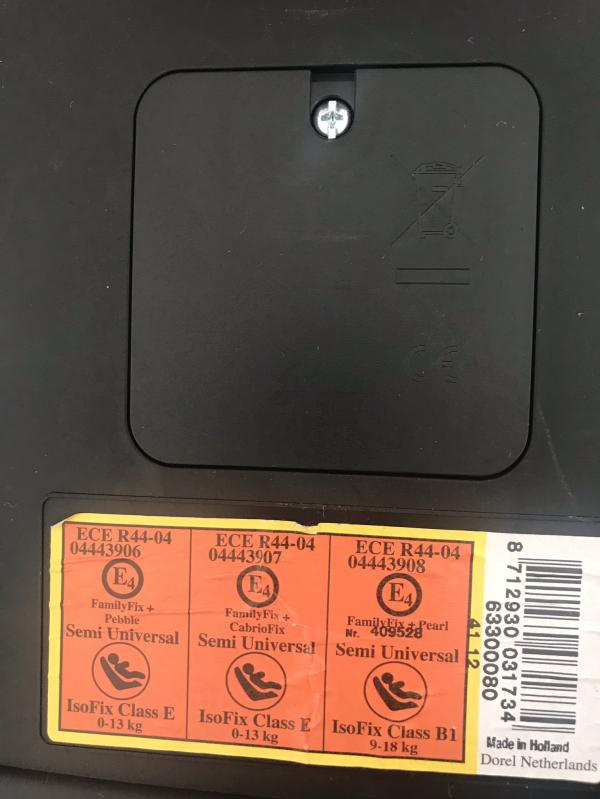 CE
ECE R44-04
04443906
E4
FamilyFix +
Pebble
Semi Universal
IsoFix Class E
0-13 kg
ECE R44-04
04443907
E4
FamilyFix +
CabrioFix
Semi Universal
IsoFix Class E
0-13 kg
ECE R44-04
04443908
E4
FamilyFix + Pearl
Nr. 409528
Semi Universal
IsoFix Class B1
9-18 kg
41 12
63300080
8 712930 031734
Made in Holland
Dorel Netherlands